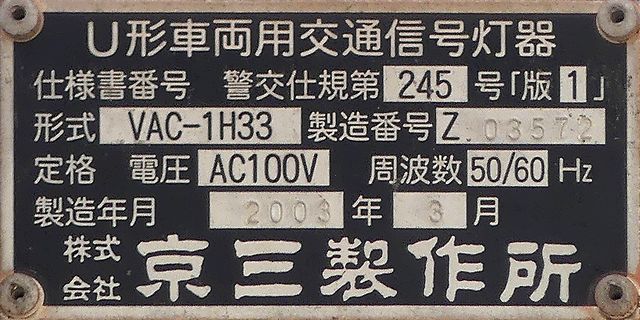 U形車両用交通信号灯器
仕様書番号 警交仕規第 245 号「版 1」
形式 VAC-1H33 製造番号 Z 03572
定格 電圧 AC100V 周波数 50/60 Hz
製造年月 2003 年 3 月
株式会社 京三製作所